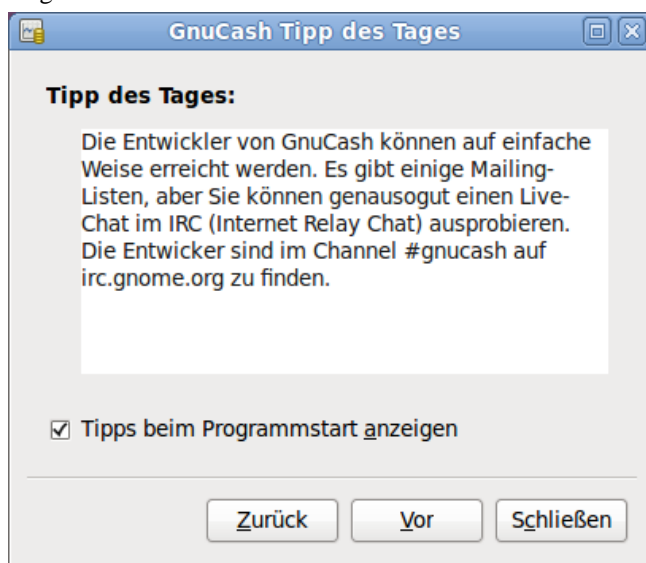 GnuCash Tipp des Tages
Tipp des Tages:
Die Entwickler von GnuCash können auf einfache
Weise erreicht werden. Es gibt einige Mailing-
Listen, aber Sie können genausogut einen Live-
Chat im IRC (Internet Relay Chat) ausprobieren.
Die Entwicker sind im Channel #gnucash auf
irc.gnome.org zu finden.
Tipps beim Programmstart anzeigen
Zurück
Vor
Schließen